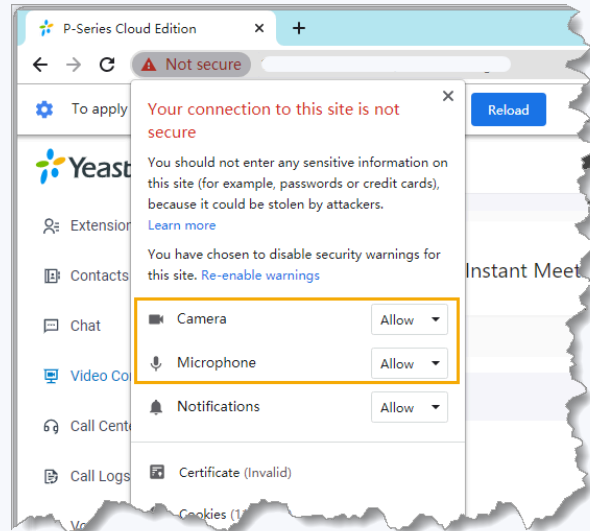 P-Series Cloud Edition
Not secure
To apply
Reload
Your connection to this site is not
secure
You should not enter any sensitive information on
this site (for example, passwords or credit cards),
because it could be stolen by attackers.
Learn more
You have chosen to disable security warnings for
this site. Re-enable warnings
Camera Allow
Microphone Allow
Notifications Allow
Certificate (Invalid)
Cookies
Yeast
Extension
Contacts
Chat
Video Co
Call Cent
Call Logs
Instant Meet